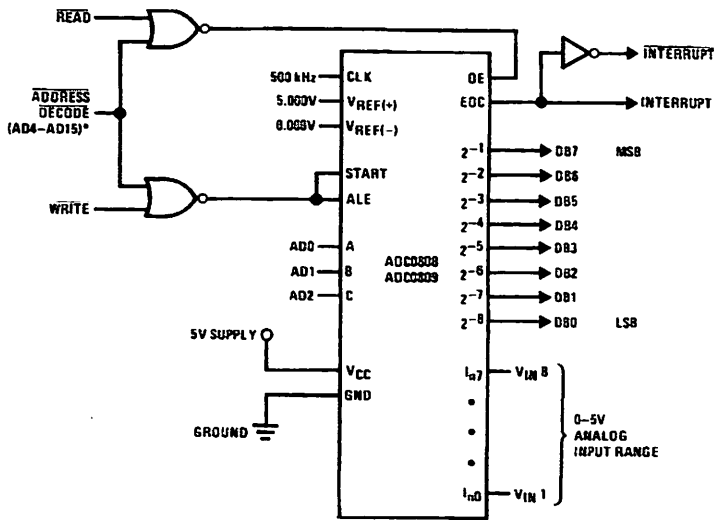 READ
ADDRESS
DECODE
(AD4-AD15)*
WRITE
500 kHz
CLK
5.000V
VREF(+)
0.000V
VREF(-)
START
ALE
AD0
A
AD1
B
AD2
C
5V SUPPLY
VCC
GND
GROUND
ADC0808
ADC0809
OE
EOC
INTERRUPT
INTERRUPT
2-1
DB7
MSB
2-2
DB6
2-3
DB5
2-4
DB4
2-5
DB3
2-6
DB2
2-7
DB1
2-8
DB0
LSB
In7
VIN 8
0-5V
ANALOG
INPUT RANGE
In0
VIN 1